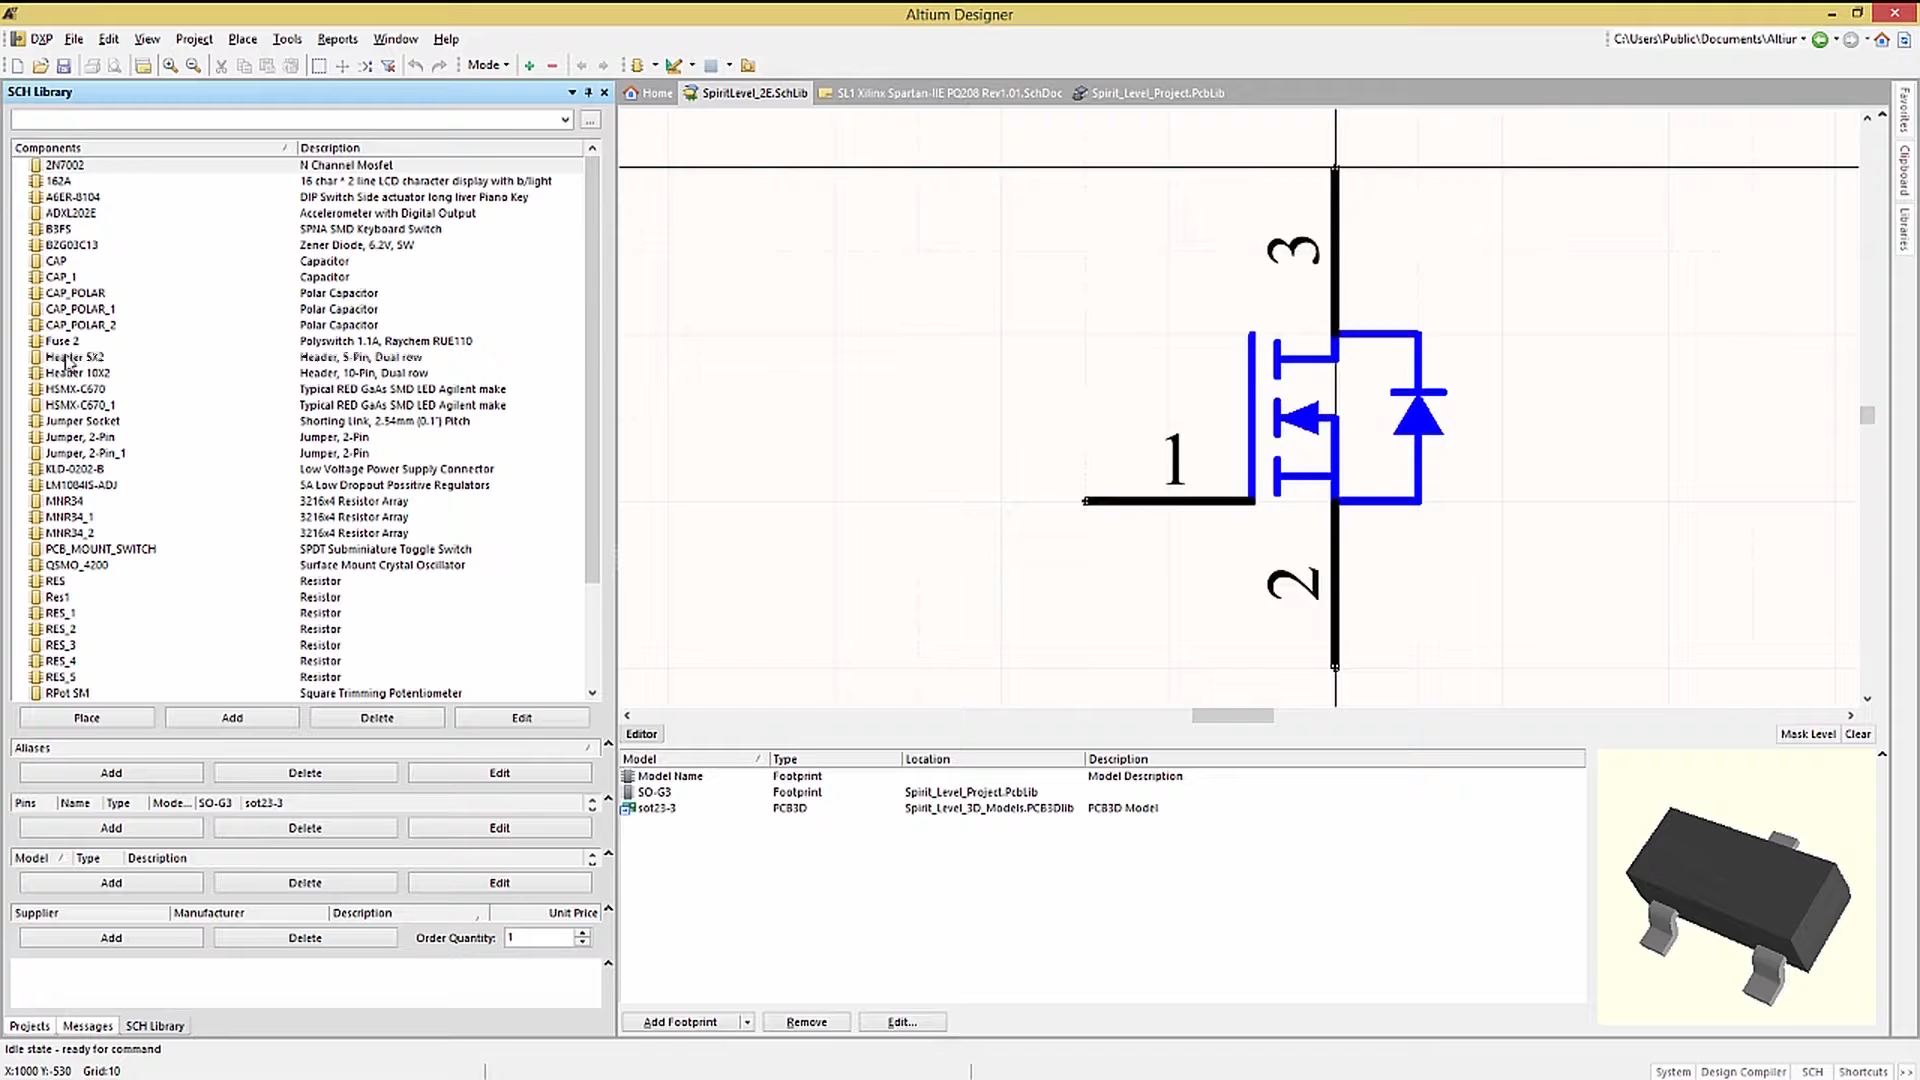 Altium Designer
DXP File Edit View Project Place Tools Reports Window Help
C:\Users\Public\Documents\Altiur
Mode
SCH Library
Home SpiritLevel_2E.SchLib SL1 Xilinx Spartan-IIE PQ208 Rev1.01.SchDoc Spirit_Level_Project.PcbLib
...
Components / Description
2N7002 N Channel Mosfet
162A 16 char * 2 line LCD character display with b/light
A6ER-8104 DIP Switch Side actuator long liver Piano Key
ADXL202E Accelerometer with Digital Output
B3FS SPNA SMD Keyboard Switch
BZG03C13 Zener Diode, 6.2V, 5W
CAP Capacitor
CAP_1 Capacitor
CAP_POLAR Polar Capacitor
CAP_POLAR_1 Polar Capacitor
CAP_POLAR_2 Polar Capacitor
Fuse 2 Polyswitch 1.1A, Raychem RUE110
Header 5X2 Header, 5-Pin, Dual row
Header 10X2 Header, 10-Pin, Dual row
HSMX-C670 Typical RED GaAs SMD LED Agilent make
HSMX-C670_1 Typical RED GaAs SMD LED Agilent make
Jumper Socket Shorting Link, 2.54mm (0.1") Pitch
Jumper, 2-Pin Jumper, 2-Pin
Jumper, 2-Pin_1 Jumper, 2-Pin
KLD-0202-B Low Voltage Power Supply Connector
LM1084IS-ADJ 5A Low Dropout Possitive Regulators
MNR34 3216x4 Resistor Array
MNR34_1 3216x4 Resistor Array
MNR34_2 3216x4 Resistor Array
PCB_MOUNT_SWITCH SPDT Subminiature Toggle Switch
QSMO_4200 Surface Mount Crystal Oscillator
RES Resistor
Res1 Resistor
RES_1 Resistor
RES_2 Resistor
RES_3 Resistor
RES_4 Resistor
RES_5 Resistor
RPot SM Square Trimming Potentiometer
Place Add Delete Edit
Aliases /
Add Delete Edit
Pins Name Type Mode... SO-G3 sot23-3
Add Delete Edit
Model / Type Description
Add Delete Edit
Supplier Manufacturer Description Unit Price
Add Delete Order Quantity: 1
Projects Messages SCH Library
Idle state - ready for command
X:1000 Y:-530 Grid:10
3
1
2
Editor
Mask Level Clear
Model / Type Location Description
Model Name Footprint Model Description
SO-G3 Footprint Spirit_Level_Project.PcbLib
sot23-3 PCB3D Spirit_Level_3D_Models.PCB3Dlib PCB3D Model
Add Footprint Remove Edit...
Favorites
Clipboard
Libraries
System Design Compiler SCH Shortcuts >>